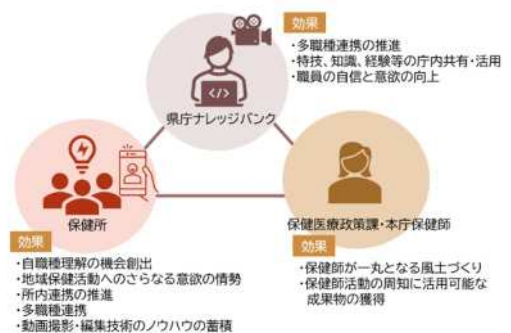 効果
・多職種連携の推進
・特技、知識、経験等の庁内共有・活用
・職員の自信と意欲の向上
</>
県庁ナレッジバンク
保健所
効果
・自職種理解の機会創出
・地域保健活動へのさらなる意欲の情勢
・所内連携の推進
・多職種連携
・動画撮影・編集技術のノウハウの蓄積
保健医療政策課・本庁保健師
効果
・保健師が一丸となる風土づくり
・保健師活動の周知に活用可能な
成果物の獲得